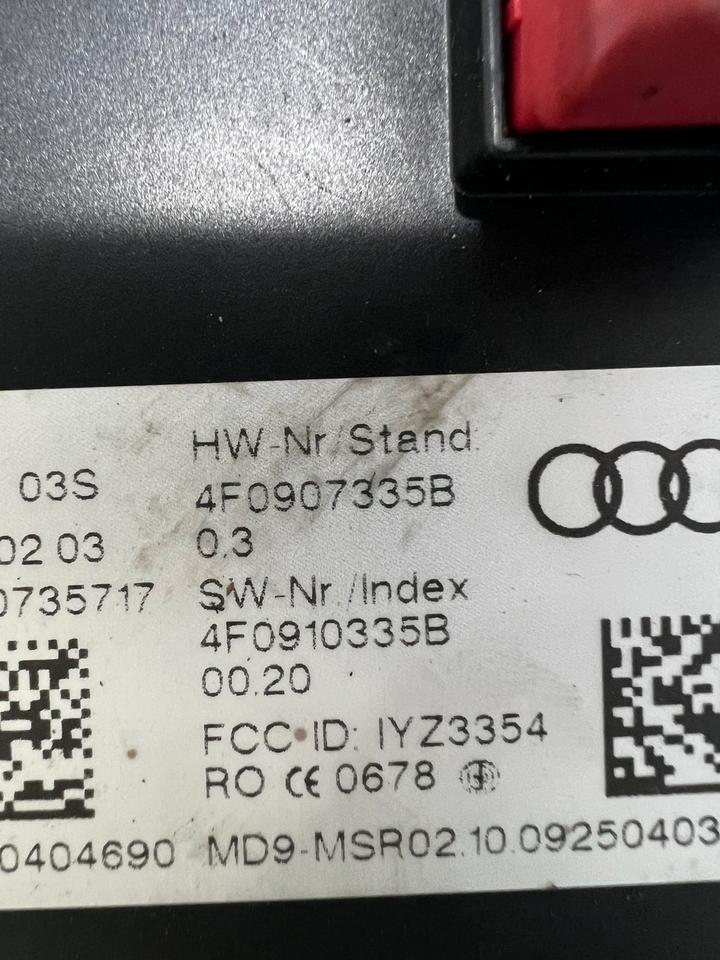 HW-Nr./Stand:
03S
4F0907335B
02 03
0.3
0735717
SW-Nr./Index
4F0910335B
00.20
FCC ID: IYZ3354
RO CE 0678
0404690 MD9-MSR02.10.09250403